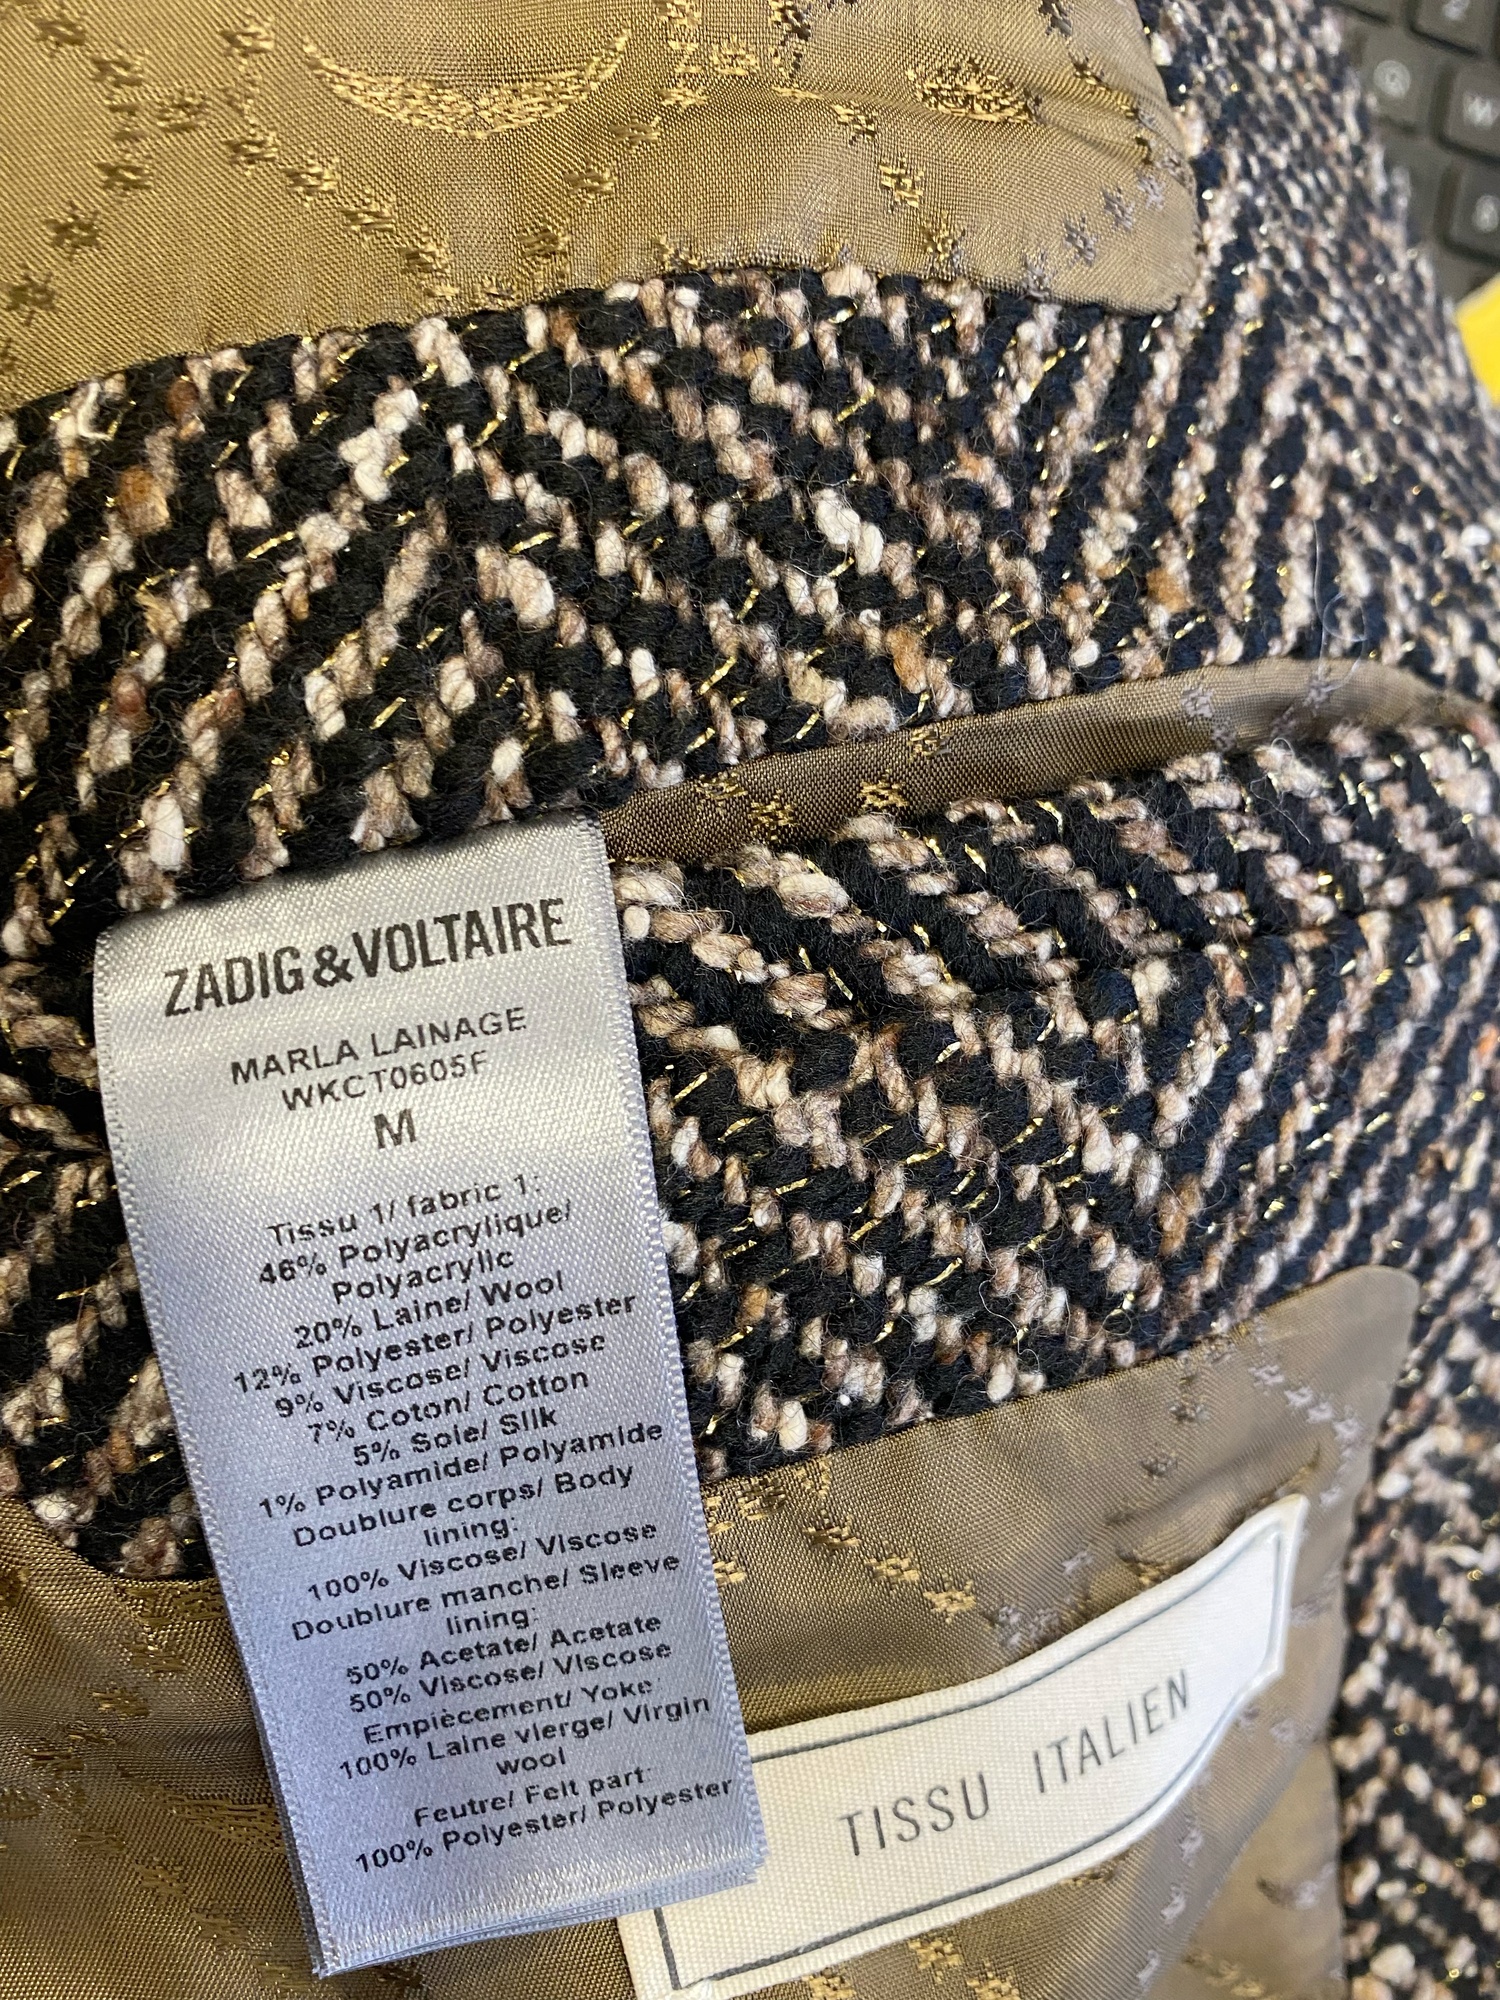 ZADIG&VOLTAIRE
MARLA LAINAGE
WKCT0605F
M
Tissu 1/ fabric 1:
46% Polyacrylique/
Polyacrylic
20% Laine/ Wool
12% Polyester/ Polyester
9% Viscose/ Viscose
7% Coton/ Cotton
5% Soie/ Silk
1% Polyamide/ Polyamide
Doublure corps/ Body
lining:
100% Viscose/ Viscose
Doublure manche/ Sleeve
lining:
50% Acetate/ Acetate
50% Viscose/ Viscose
Empiècement/ Yoke:
100% Laine vierge/ Virgin
wool
Feutre/ Felt part:
100% Polyester/ Polyester
TISSU ITALIEN